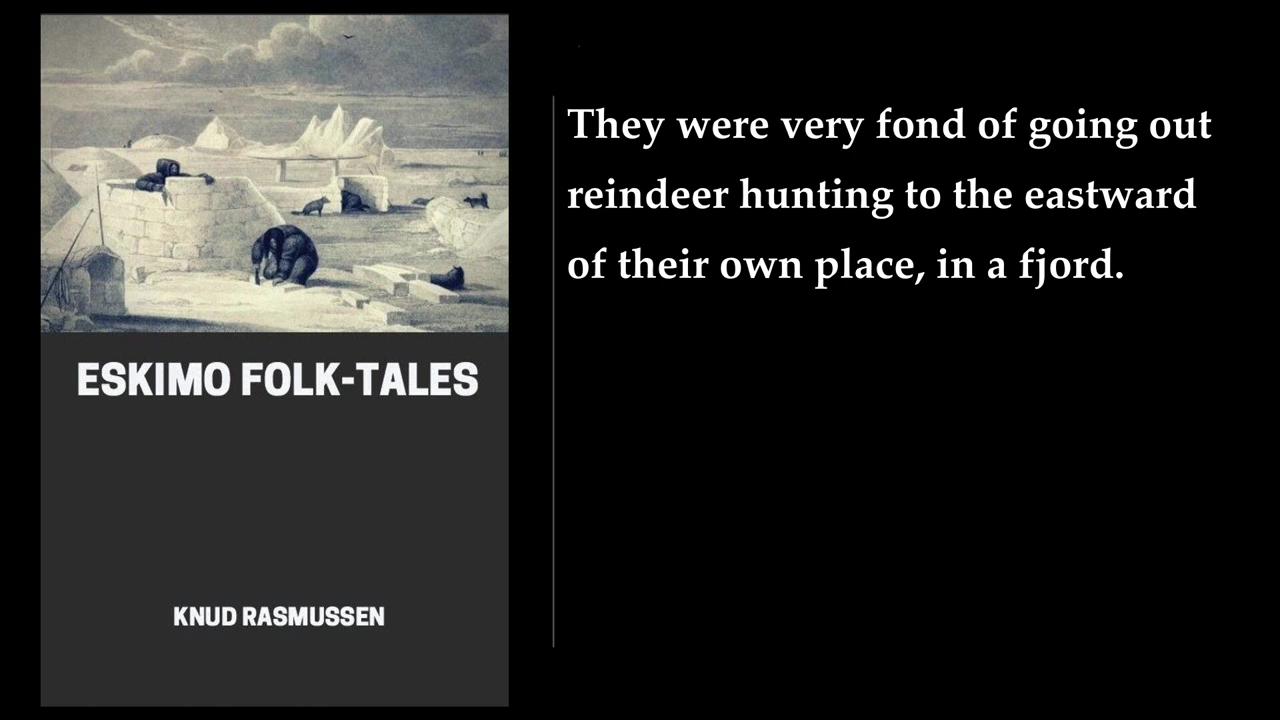 ESKIMO FOLK-TALES
KNUD RASMUSSEN
They were very fond of going out
reindeer hunting to the eastward
of their own place, in a fjord.